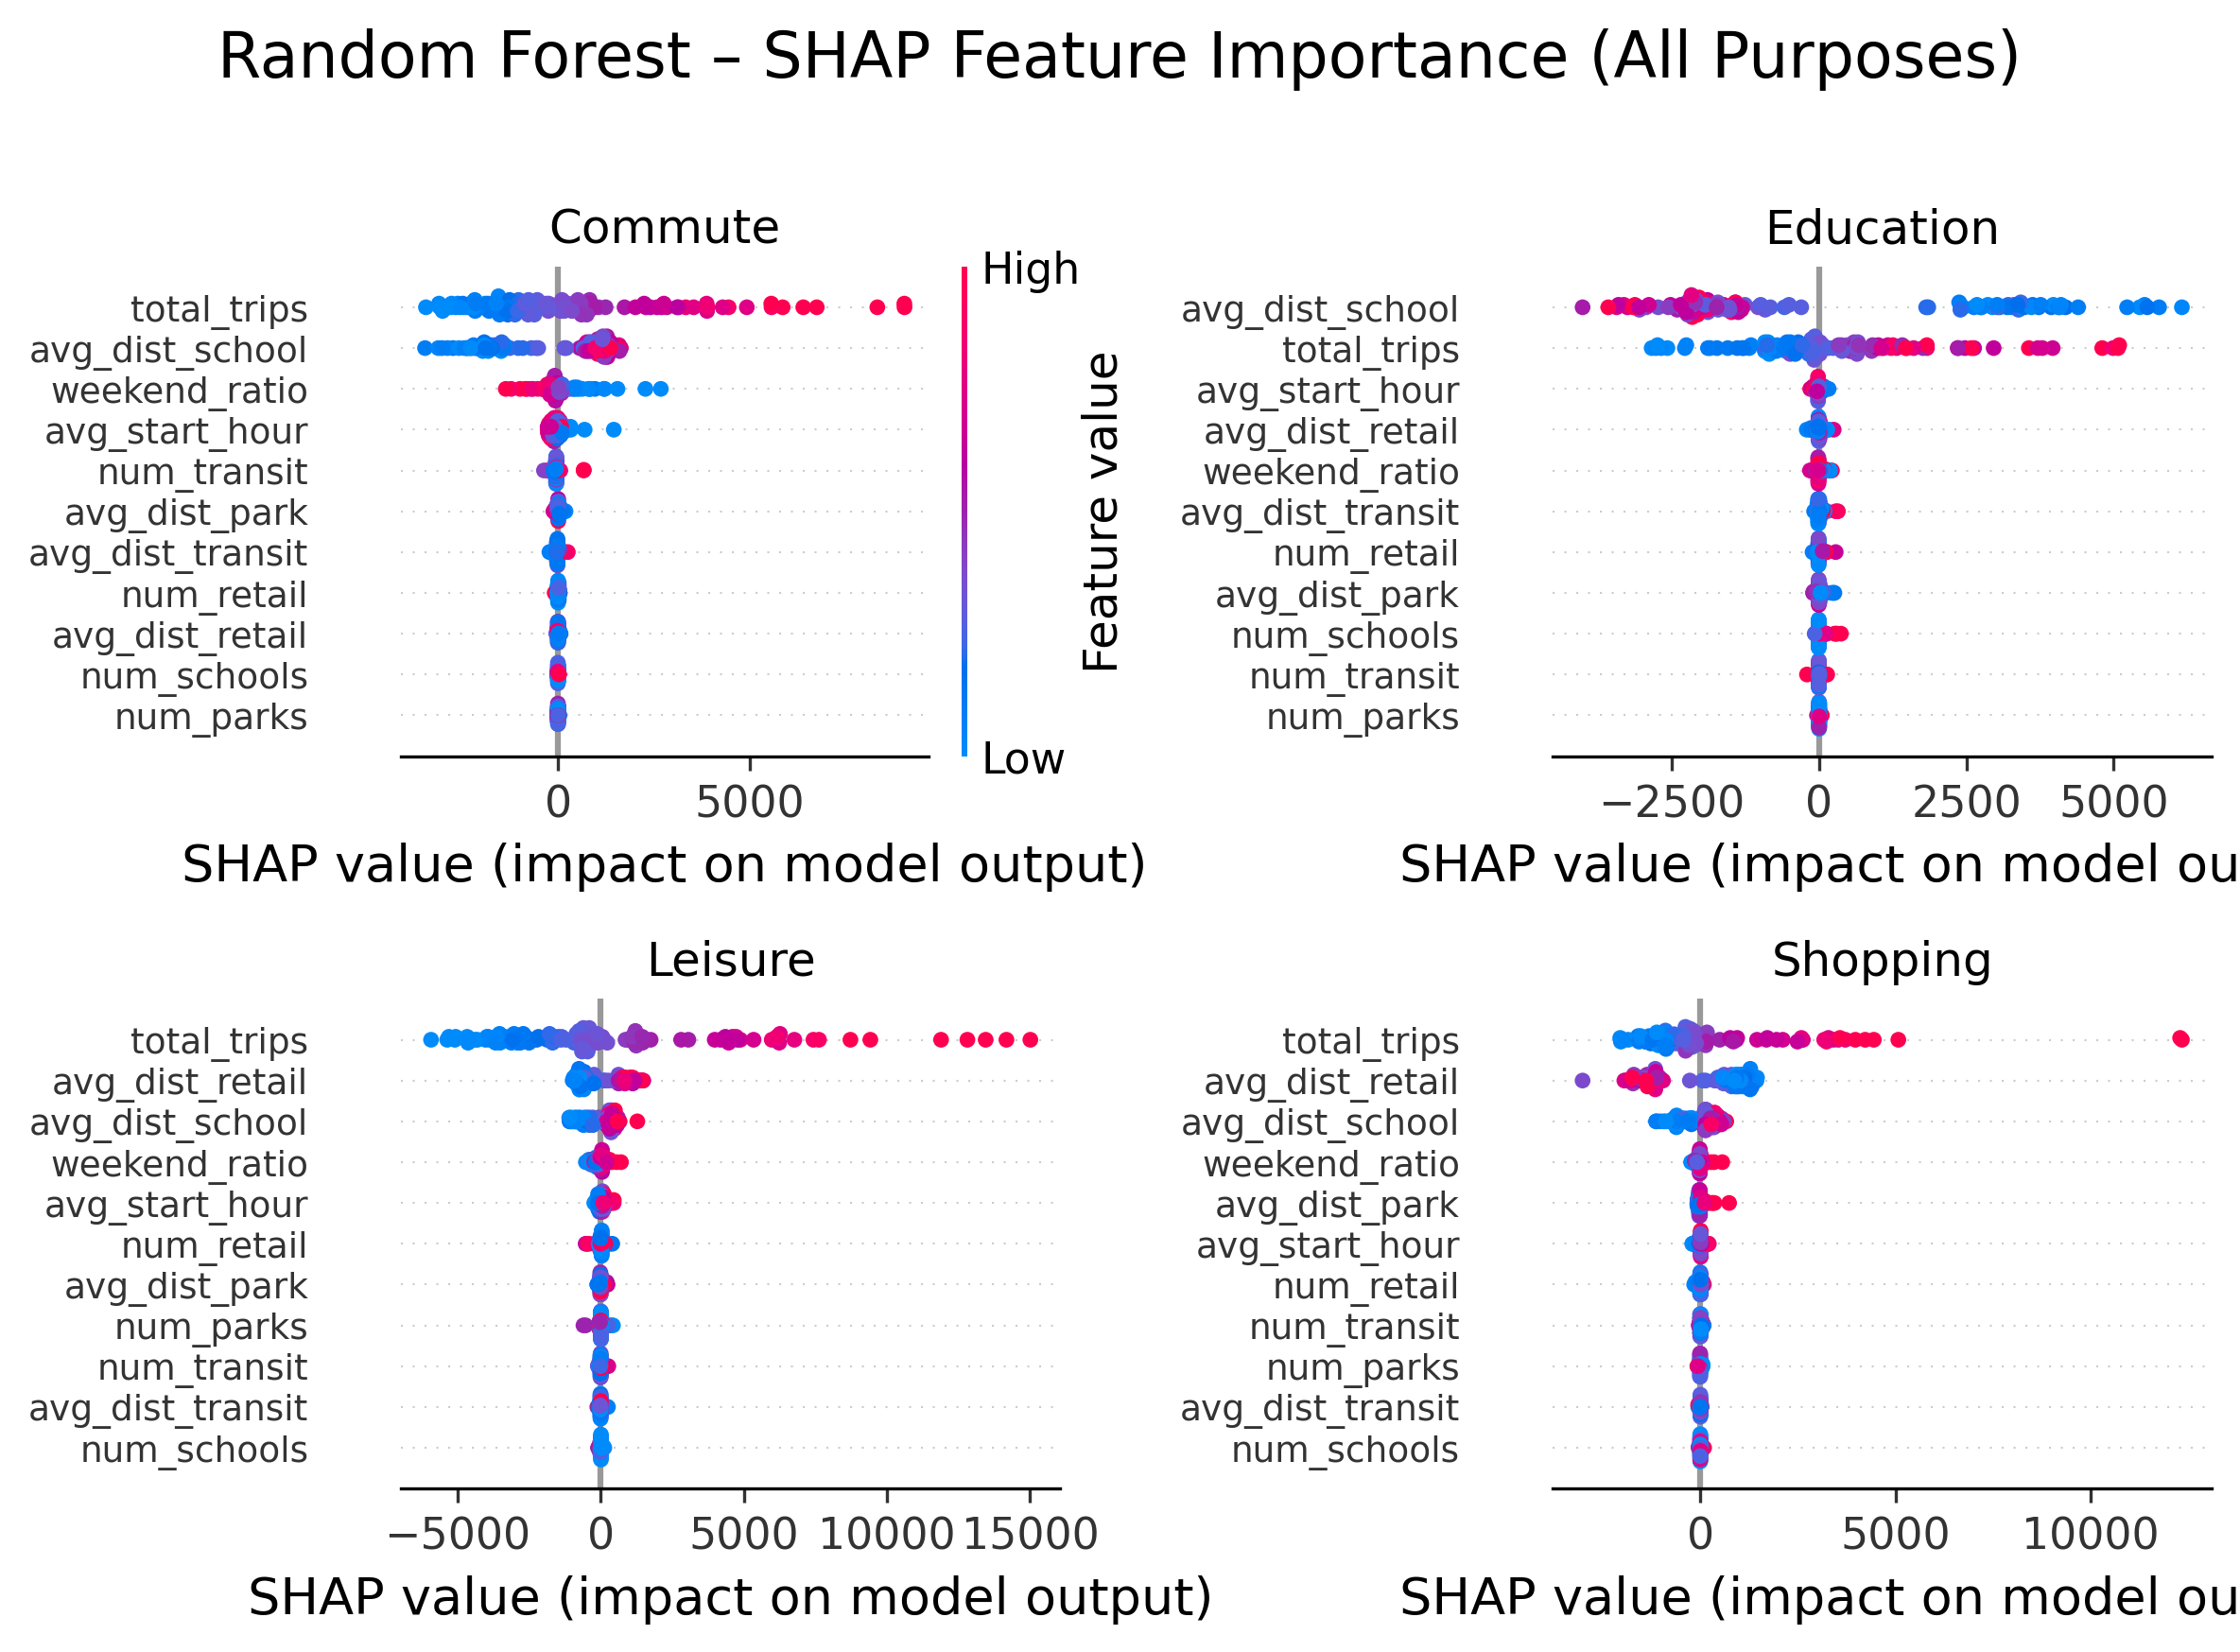 Random Forest – SHAP Feature Importance (All Purposes)
Commute
total_trips
avg_dist_school
weekend_ratio
avg_start_hour
num_transit
avg_dist_park
avg_dist_transit
num_retail
avg_dist_retail
num_schools
num_parks
0
5000
SHAP value (impact on model output)
High
Low
Feature value
Education
avg_dist_school
total_trips
avg_start_hour
avg_dist_retail
weekend_ratio
avg_dist_transit
num_retail
avg_dist_park
num_schools
num_transit
num_parks
−2500
0
2500
5000
SHAP value (impact on model ou
Leisure
total_trips
avg_dist_retail
avg_dist_school
weekend_ratio
avg_start_hour
num_retail
avg_dist_park
num_parks
num_transit
avg_dist_transit
num_schools
−5000
0
5000
10000
15000
SHAP value (impact on model output)
Shopping
total_trips
avg_dist_retail
avg_dist_school
weekend_ratio
avg_dist_park
avg_start_hour
num_retail
num_transit
num_parks
avg_dist_transit
num_schools
0
5000
10000
SHAP value (impact on model ou